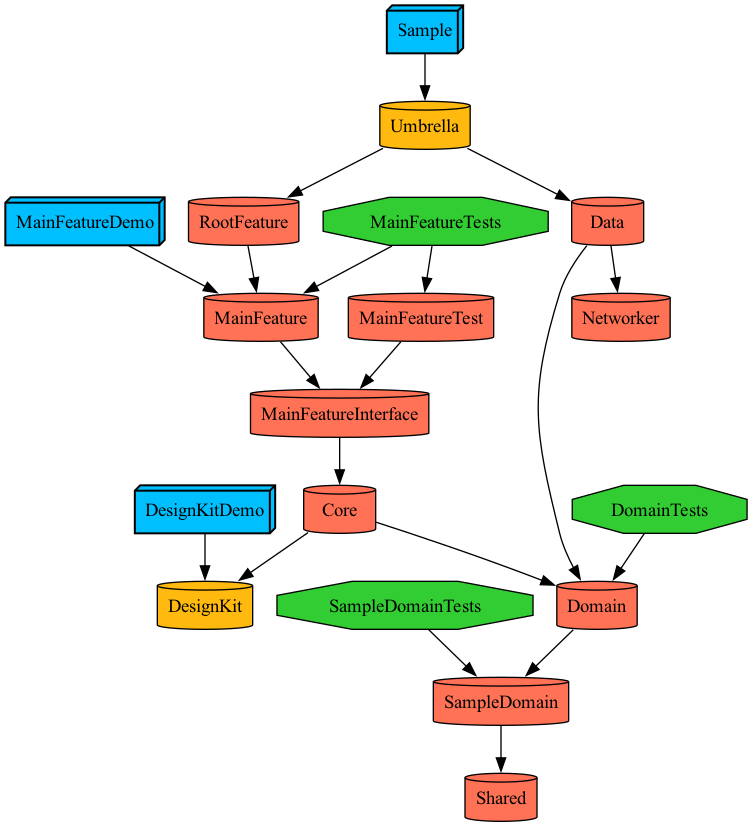 Sample
Umbrella
MainFeatureDemo
RootFeature
MainFeatureTests
Data
MainFeature
MainFeatureTest
Networker
MainFeatureInterface
DesignKitDemo
Core
DomainTests
DesignKit
SampleDomainTests
Domain
SampleDomain
Shared